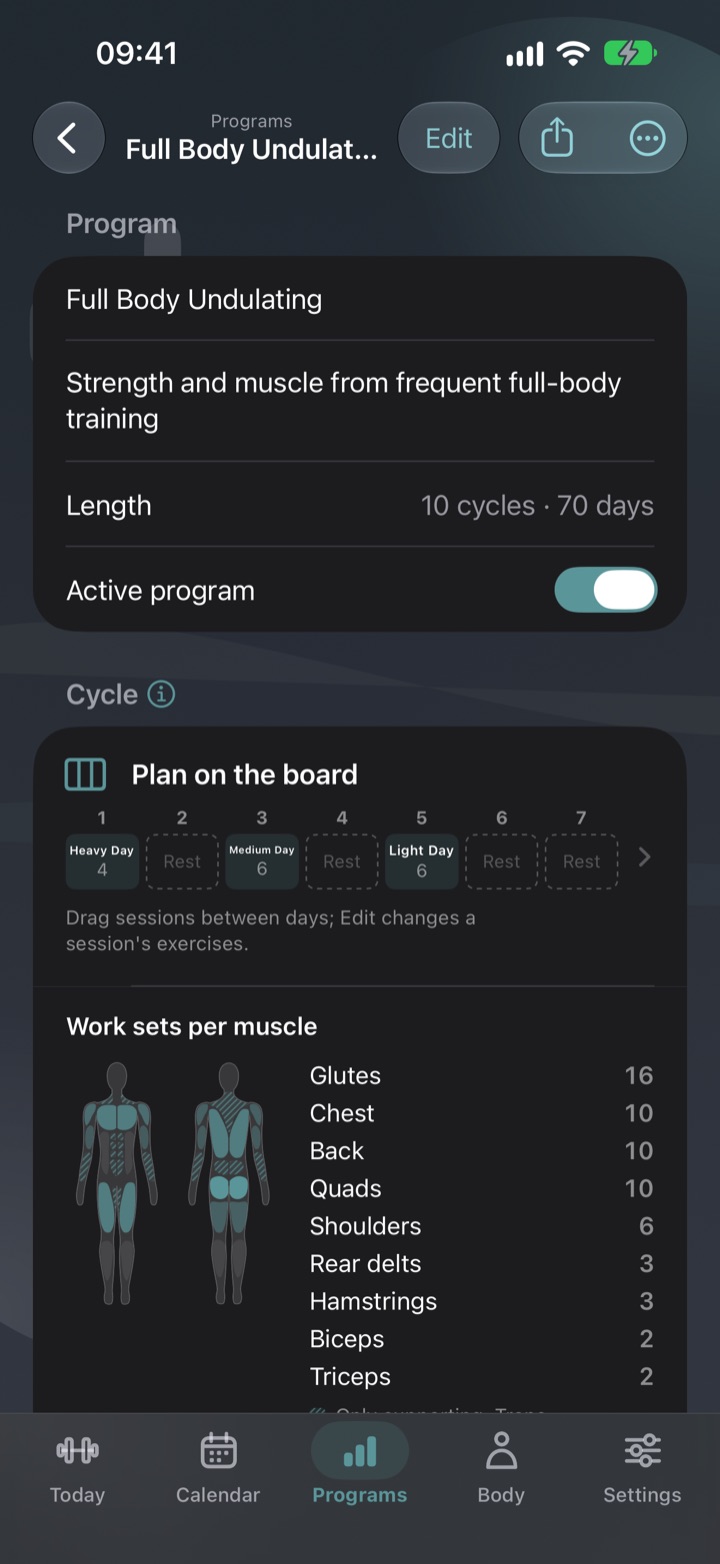 09:41
Programs
Full Body Undulat...
Edit
Program
Full Body Undulating
Strength and muscle from frequent full-body
training
Length 10 cycles · 70 days
Active program
Cycle
Plan on the board
1 2 3 4 5 6 7
Heavy Day Medium Day Light Day
4 Rest 6 Rest 6 Rest Rest
Drag sessions between days; Edit changes a
session's exercises.
Work sets per muscle
Glutes 16
Chest 10
Back 10
Quads 10
Shoulders 6
Rear delts 3
Hamstrings 3
Biceps 2
Triceps 2
Today Calendar Programs Body Settings